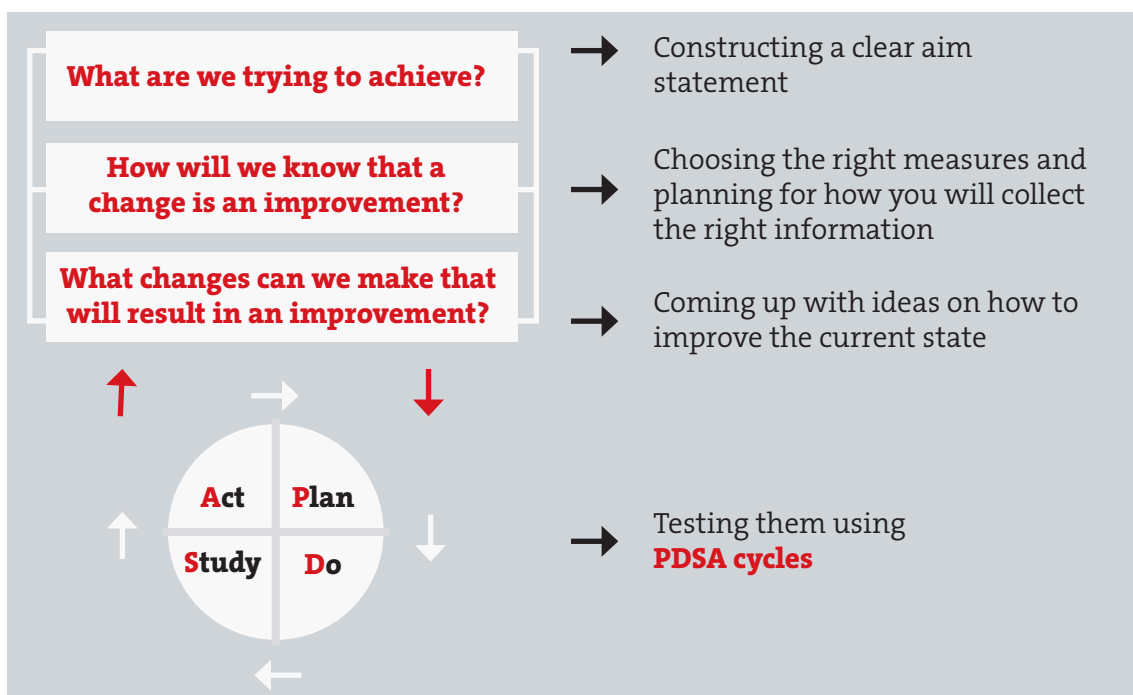 What are we trying to achieve?
Constructing a clear aim
statement
How will we know that a
change is an improvement?
Choosing the right measures and
planning for how you will collect
the right information
What changes can we make that
will result in an improvement?
Coming up with ideas on how to
improve the current state
Act
Plan
Study
Do
Testing them using
PDSA cycles